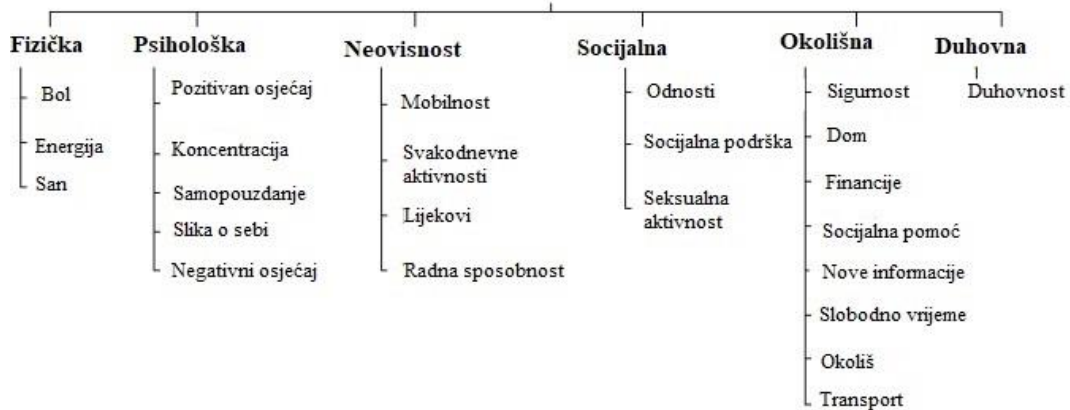 Fizička
Bol
Energija
San
Psihološka
Pozitivan osjećaj
Koncentracija
Samopouzdanje
Slika o sebi
Negativni osjećaj
Neovisnost
Mobilnost
Svakodnevne
aktivnosti
Lijekovi
Radna sposobnost
Socijalna
Odnosti
Socijalna podrška
Seksualna
aktivnost
Okolišna
Sigurnost
Dom
Financije
Socijalna pomoć
Nove informacije
Slobodno vrijeme
Okoliš
Transport
Duhovna
Duhovnost